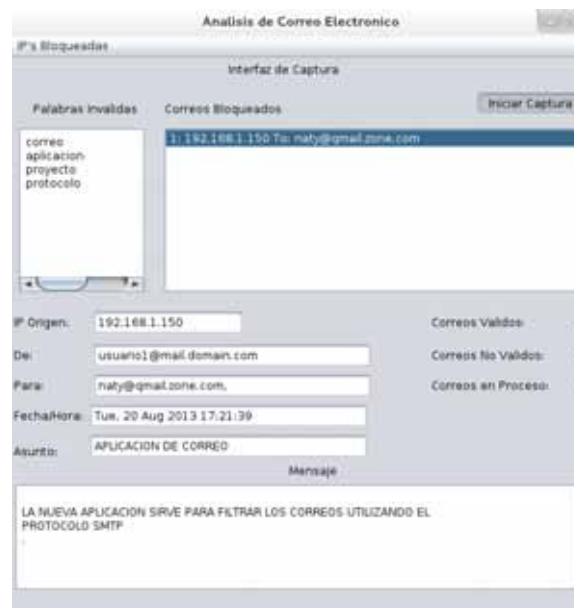 Analisis de Correo Electronico
IP's Bloqueadas
Interfaz de Captura
Palabras Invalidas
Correos Bloqueados
Iniciar Captura
correo
aplicacion
proyecto
protocolo
1: 192.168.1.150 To: naty@qmail.zone.com
IP Origen:
192.168.1.150
Correos Validos:
De:
usuario1@mail.domain.com
Correos No Validos:
Para:
naty@qmail.zone.com,
Correos en Proceso:
Fecha/Hora:
Tue, 20 Aug 2013 17:21:39
Asunto:
APLICACION DE CORREO
Mensaje
LA NUEVA APLICACION SIRVE PARA FILTRAR LOS CORREOS UTILIZANDO EL
PROTOCOLO SMTP
.